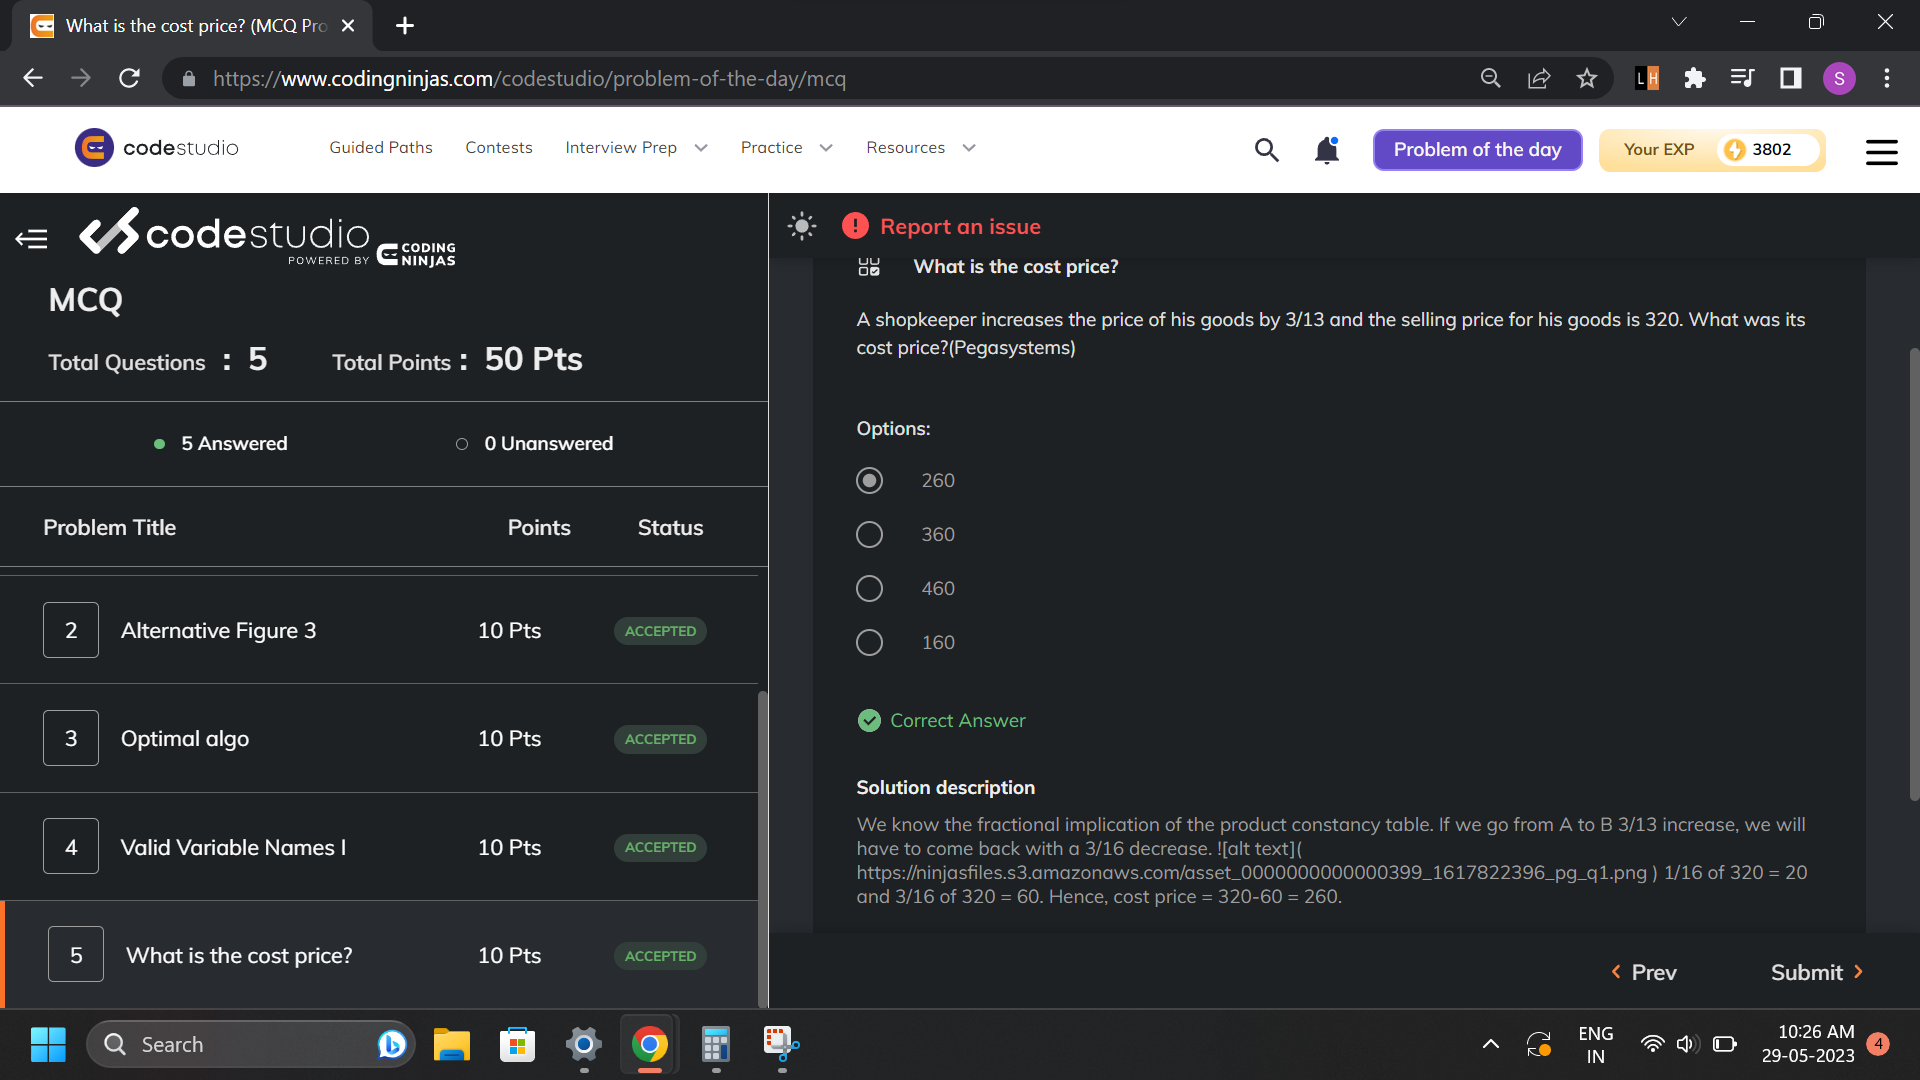 What is the cost price? (MCQ Pro
https://www.codingninjas.com/codestudio/problem-of-the-day/mcq
LH
S
codestudio
Guided Paths
Contests
Interview Prep
Practice
Resources
Problem of the day
Your EXP
3802
codestudio
POWERED BY
CODING
NINJAS
MCQ
Total Questions : 5
Total Points : 50 Pts
5 Answered
0 Unanswered
Problem Title
Points
Status
2
Alternative Figure 3
10 Pts
ACCEPTED
3
Optimal algo
10 Pts
ACCEPTED
4
Valid Variable Names I
10 Pts
ACCEPTED
5
What is the cost price?
10 Pts
ACCEPTED
Report an issue
What is the cost price?
A shopkeeper increases the price of his goods by 3/13 and the selling price for his goods is 320. What was its
cost price?(Pegasystems)
Options:
260
360
460
160
Correct Answer
Solution description
We know the fractional implication of the product constancy table. If we go from A to B 3/13 increase, we will
have to come back with a 3/16 decrease. ![alt text](
https://ninjasfiles.s3.amazonaws.com/asset_0000000000000399_1617822396_pg_q1.png ) 1/16 of 320 = 20
and 3/16 of 320 = 60. Hence, cost price = 320-60 = 260.
Prev
Submit
Search
ENG
IN
10:26 AM
29-05-2023
4